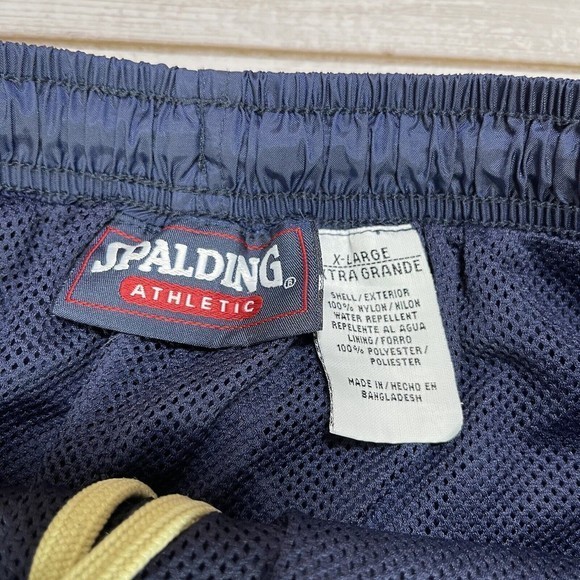 SPALDING®
ATHLETIC
X-LARGE
XTRA GRANDE
SHELL/EXTERIOR
100% NYLON/NILON
WATER REPELLENT
REPELENTE AL AGUA
LINING/FORRO
100% POLYESTER/
POLIESTER
MADE IN/HECHO EN
BANGLADESH